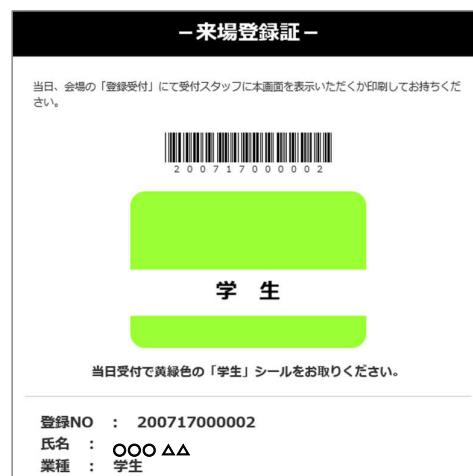 －来場登録証－
当日、会場の「登録受付」にて受付スタッフに本画面を表示いただくか印刷してお持ちくだ
さい。
200717000002
学 生
当日受付で黄緑色の「学生」シールをお取りください。
登録NO ： 200717000002
氏名 ： ○○○ △△
業種 ： 学生